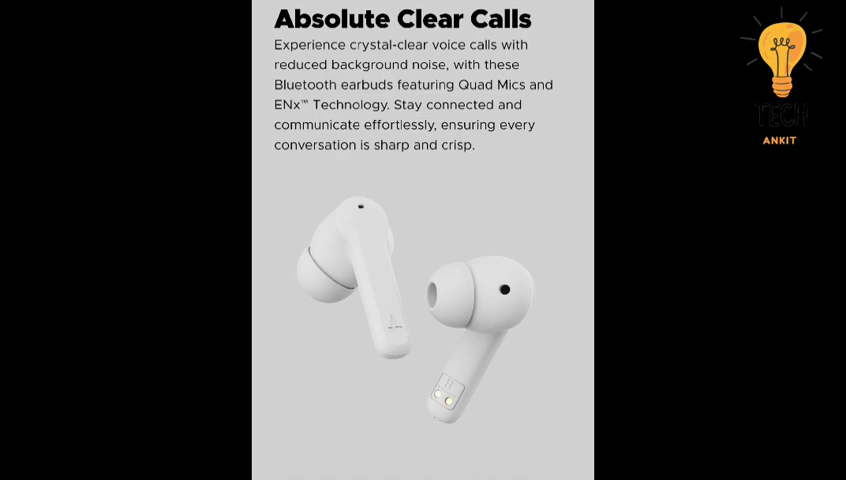 Absolute Clear Calls
Experience crystal-clear voice calls with
reduced background noise, with these
Bluetooth earbuds featuring Quad Mics and
ENx™ Technology. Stay connected and
communicate effortlessly, ensuring every
conversation is sharp and crisp.
TECH
ANKIT
R